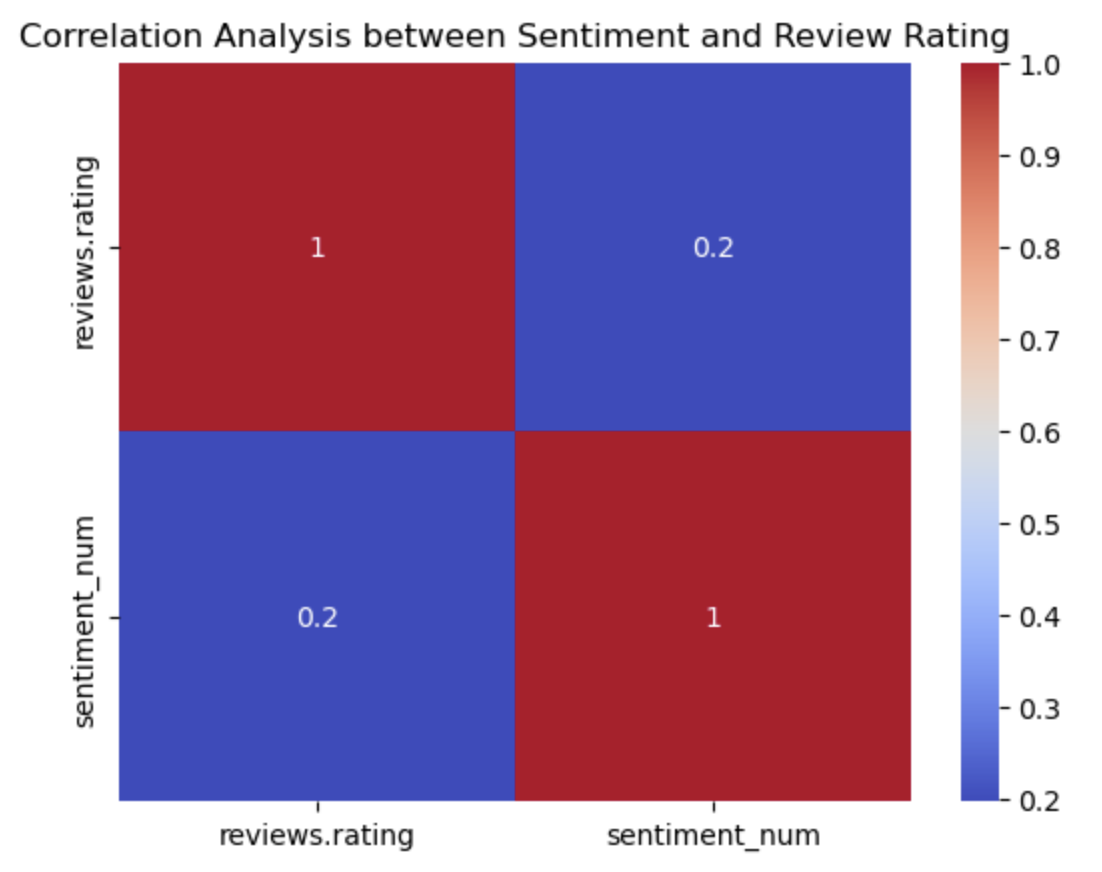 Correlation Analysis between Sentiment and Review Rating
reviews.rating
1
0.2
sentiment_num
0.2
1
reviews.rating
sentiment_num
1.0
0.9
0.8
0.7
0.6
0.5
0.4
0.3
0.2